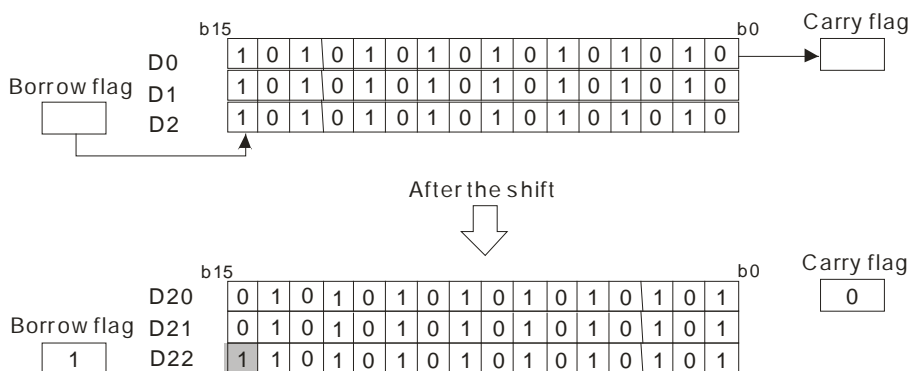 b15 b0 Carry flag
D0 1 0 1 0 1 0 1 0 1 0 1 0 1 0 1 0
Borrow flag D1 1 0 1 0 1 0 1 0 1 0 1 0 1 0 1 0
D2 1 0 1 0 1 0 1 0 1 0 1 0 1 0 1 0
After the shift
b15 b0 Carry flag
D20 0 1 0 1 0 1 0 1 0 1 0 1 0 1 0 1 0
Borrow flag D21 0 1 0 1 0 1 0 1 0 1 0 1 0 1 0 1
1 D22 1 1 0 1 0 1 0 1 0 1 0 1 0 1 0 1